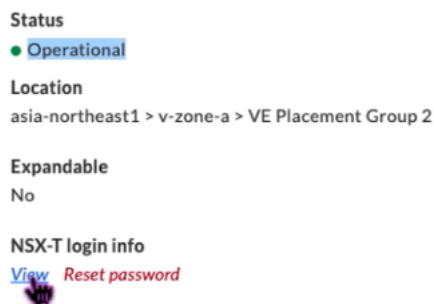 Status
Operational
Location
asia-northeast1 > v-zone-a > VE Placement Group 2
Expandable
No
NSX-T login info
View Reset password